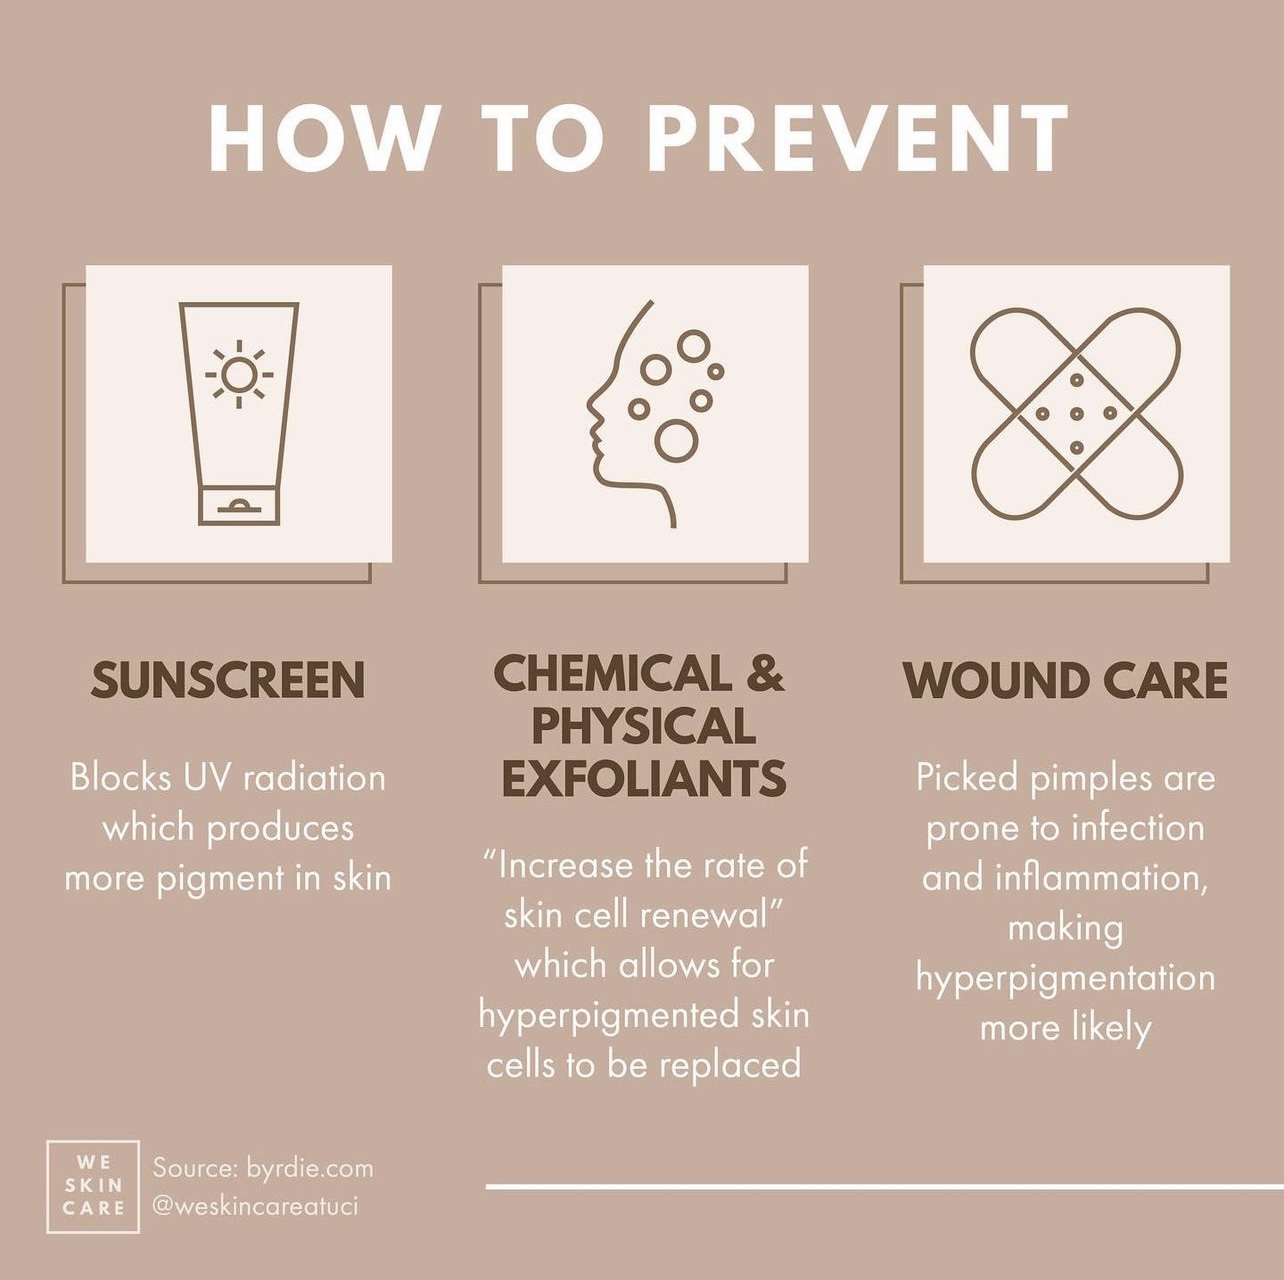 HOW TO PREVENT
SUNSCREEN
Blocks UV radiation
which produces
more pigment in skin
CHEMICAL &
PHYSICAL
EXFOLIANTS
“Increase the rate of
skin cell renewal”
which allows for
hyperpigmented skin
cells to be replaced
WOUND CARE
Picked pimples are
prone to infection
and inflammation,
making
hyperpigmentation
more likely
WE
SKIN
CARE
Source: byrdie.com
@weskincareatuci